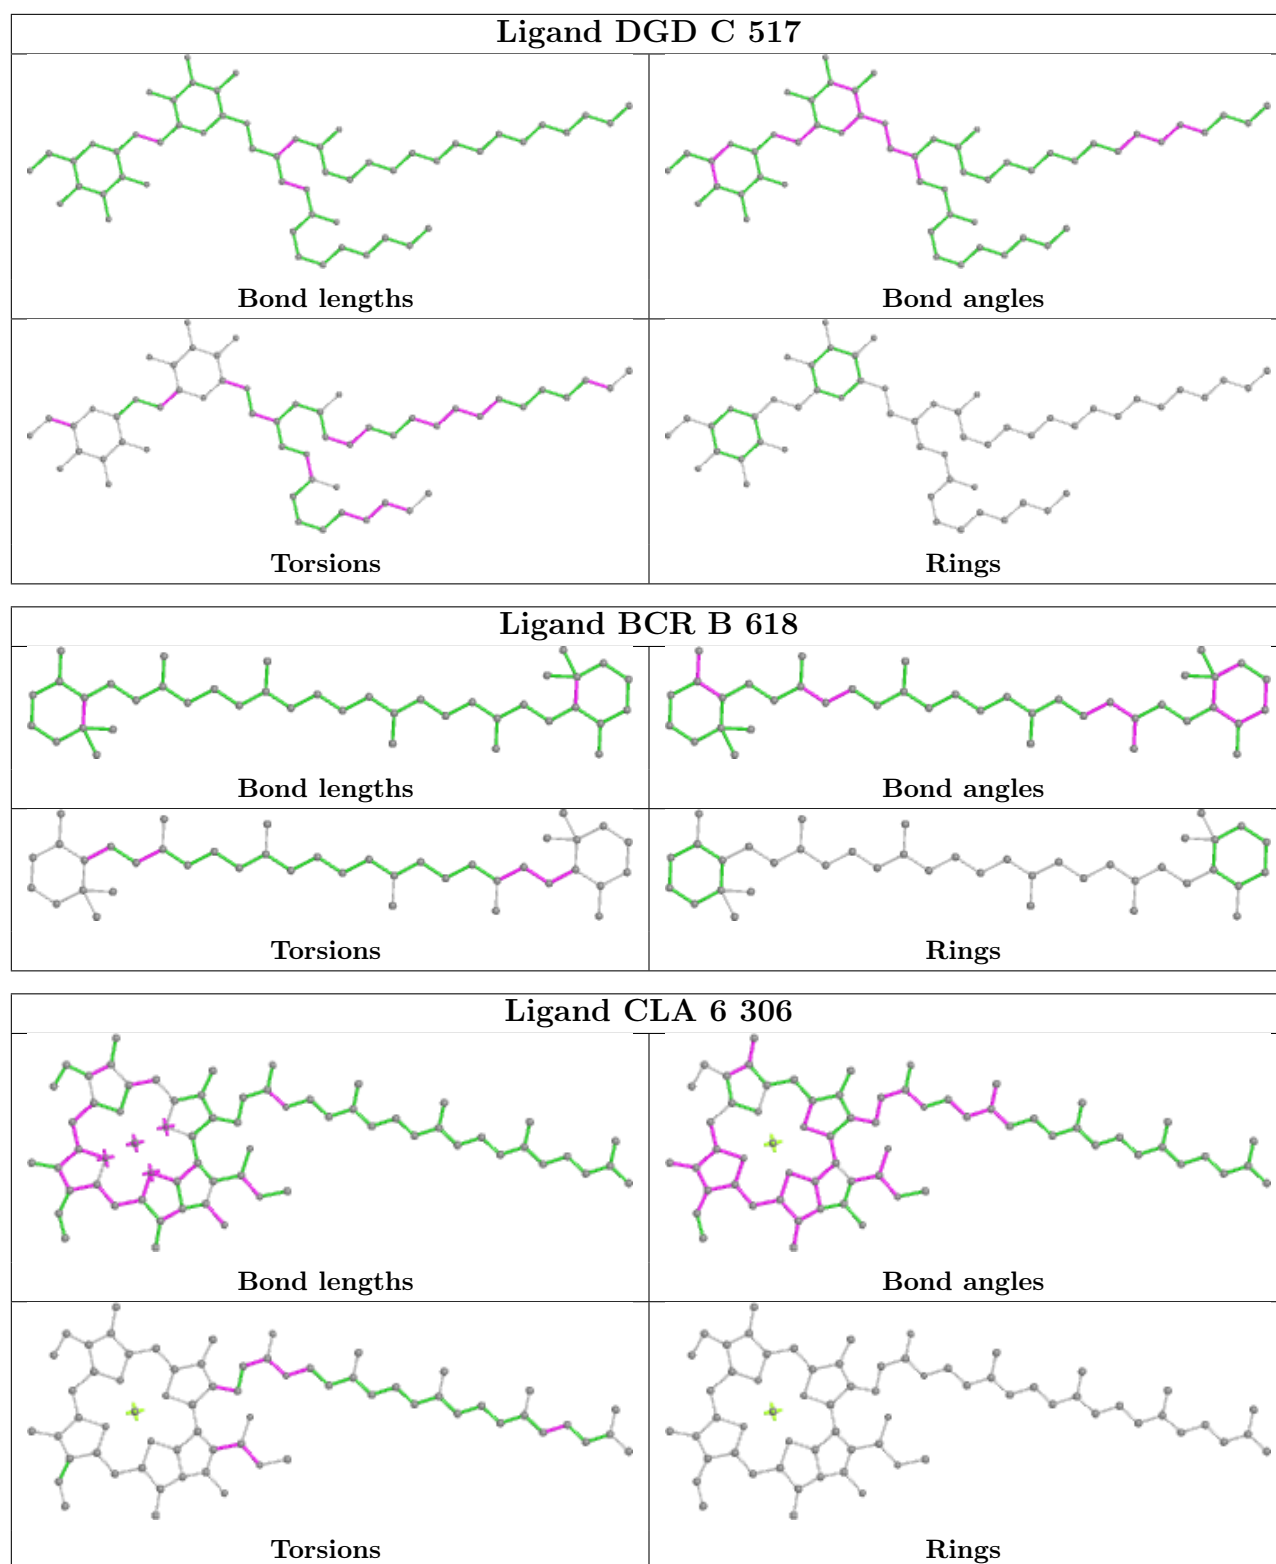 Ligand DGD C 517
Bond lengths
Bond angles
Torsions
Rings
Ligand BCR B 618
Bond lengths
Bond angles
Torsions
Rings
Ligand CLA 6 306
Bond lengths
Bond angles
Torsions
Rings